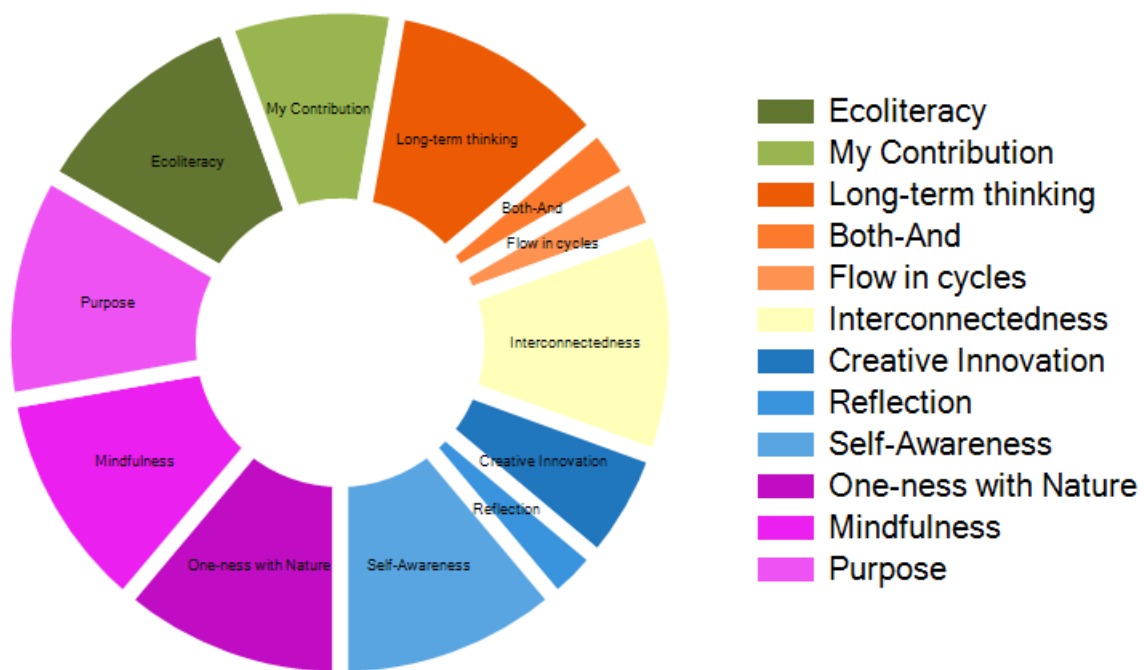 My Contribution
Long-term thinking
Ecoliteracy
Both-And
Flow in cycles
Purpose
Interconnectedness
Mindfulness
Creative Innovation
Reflection
One-ness with Nature
Self-Awareness
Ecoliteracy
My Contribution
Long-term thinking
Both-And
Flow in cycles
Interconnectedness
Creative Innovation
Reflection
Self-Awareness
One-ness with Nature
Mindfulness
Purpose